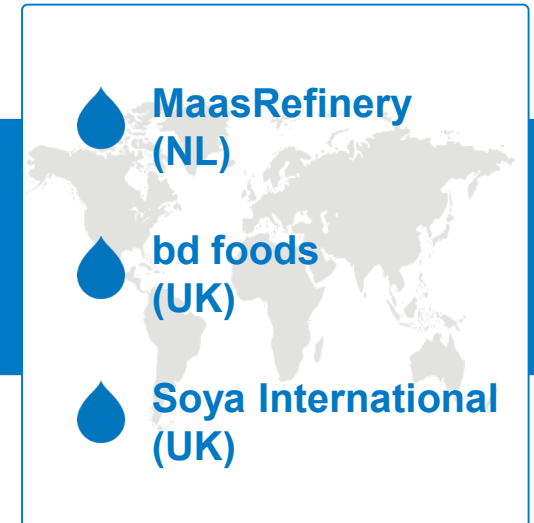 MaasRefinery
(NL)
bd foods
(UK)
Soya International
(UK)